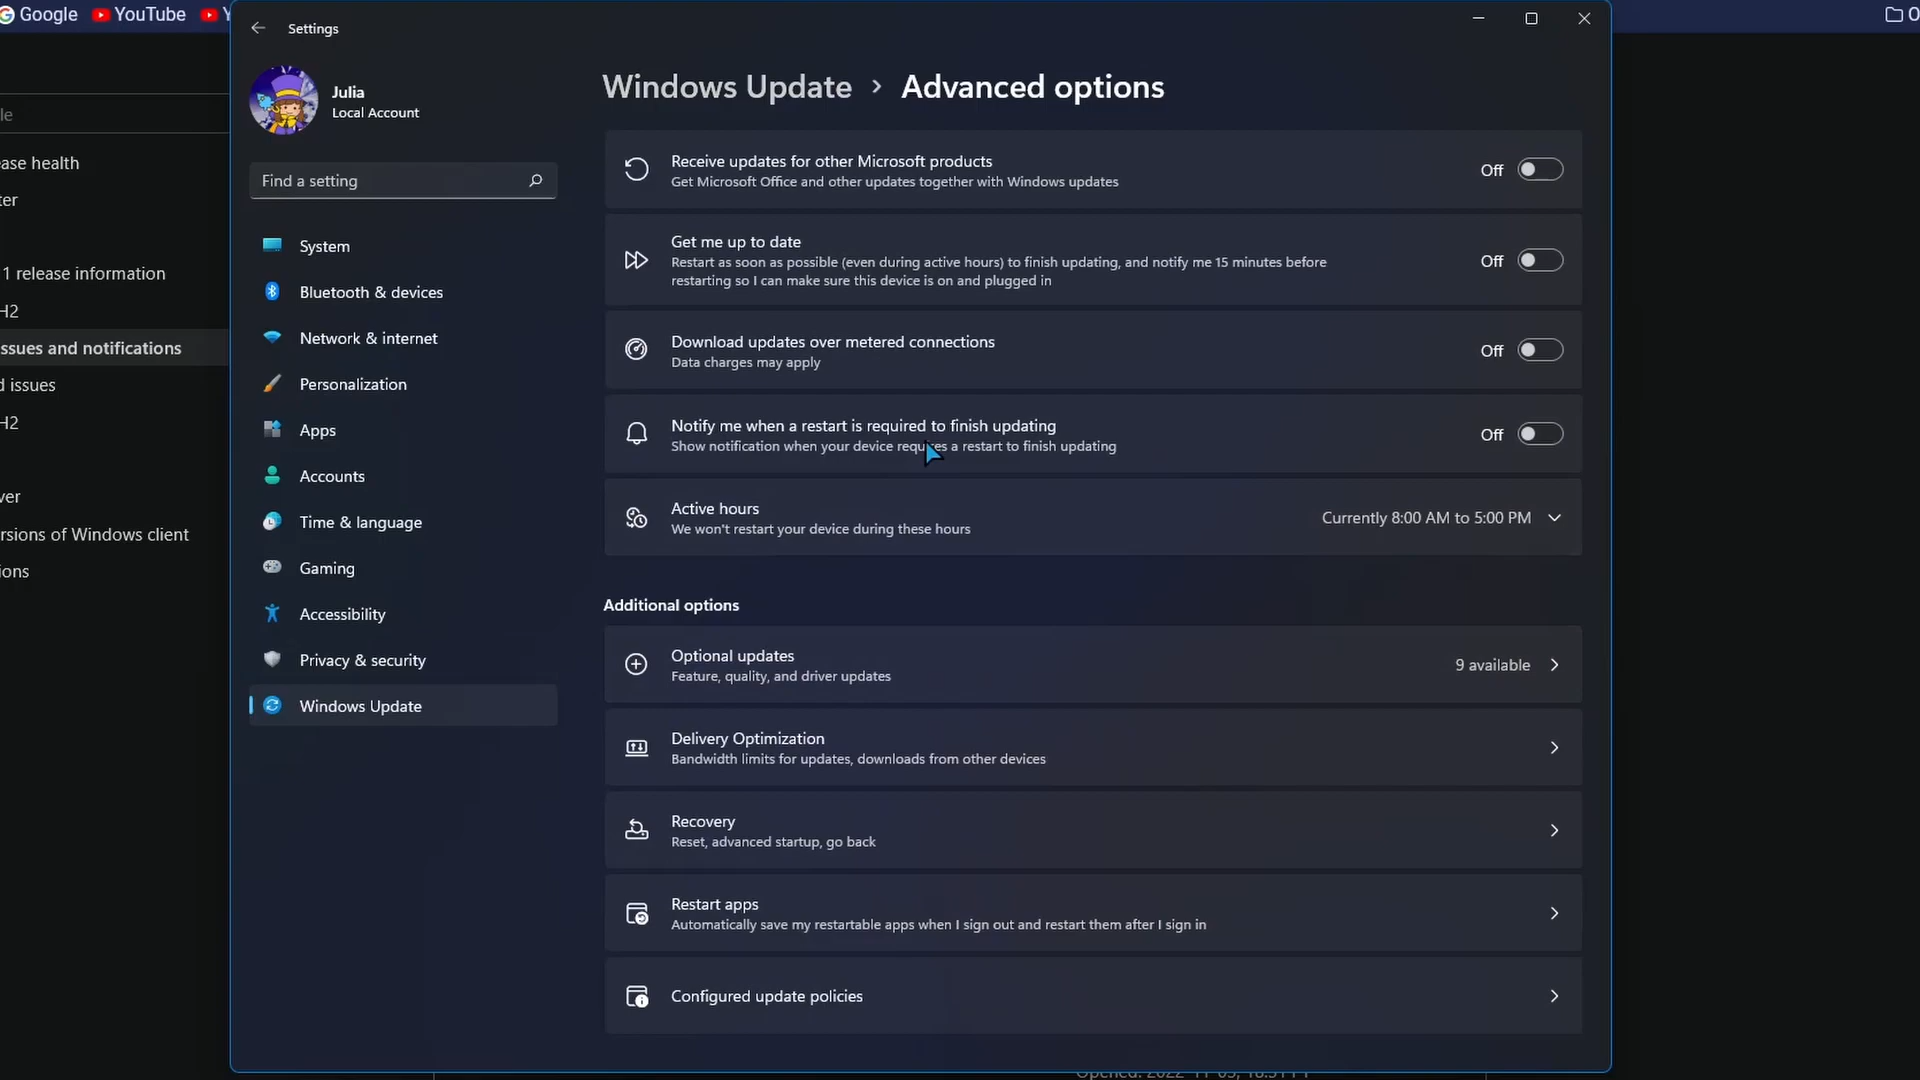 Google
YouTube
Y
O
Settings
Julia
Local Account
Find a setting
System
Bluetooth & devices
Network & internet
Personalization
Apps
Accounts
Time & language
Gaming
Accessibility
Privacy & security
Windows Update
le
ease health
ter
1 release information
H2
ssues and notifications
d issues
H2
ver
rsions of Windows client
ions
Windows Update > Advanced options
Receive updates for other Microsoft products
Get Microsoft Office and other updates together with Windows updates
Off
Get me up to date
Restart as soon as possible (even during active hours) to finish updating, and notify me 15 minutes before
restarting so I can make sure this device is on and plugged in
Off
Download updates over metered connections
Data charges may apply
Off
Notify me when a restart is required to finish updating
Show notification when your device requires a restart to finish updating
Off
Active hours
We won't restart your device during these hours
Currently 8:00 AM to 5:00 PM
Additional options
Optional updates
Feature, quality, and driver updates
9 available
Delivery Optimization
Bandwidth limits for updates, downloads from other devices
Recovery
Reset, advanced startup, go back
Restart apps
Automatically save my restartable apps when I sign out and restart them after I sign in
Configured update policies